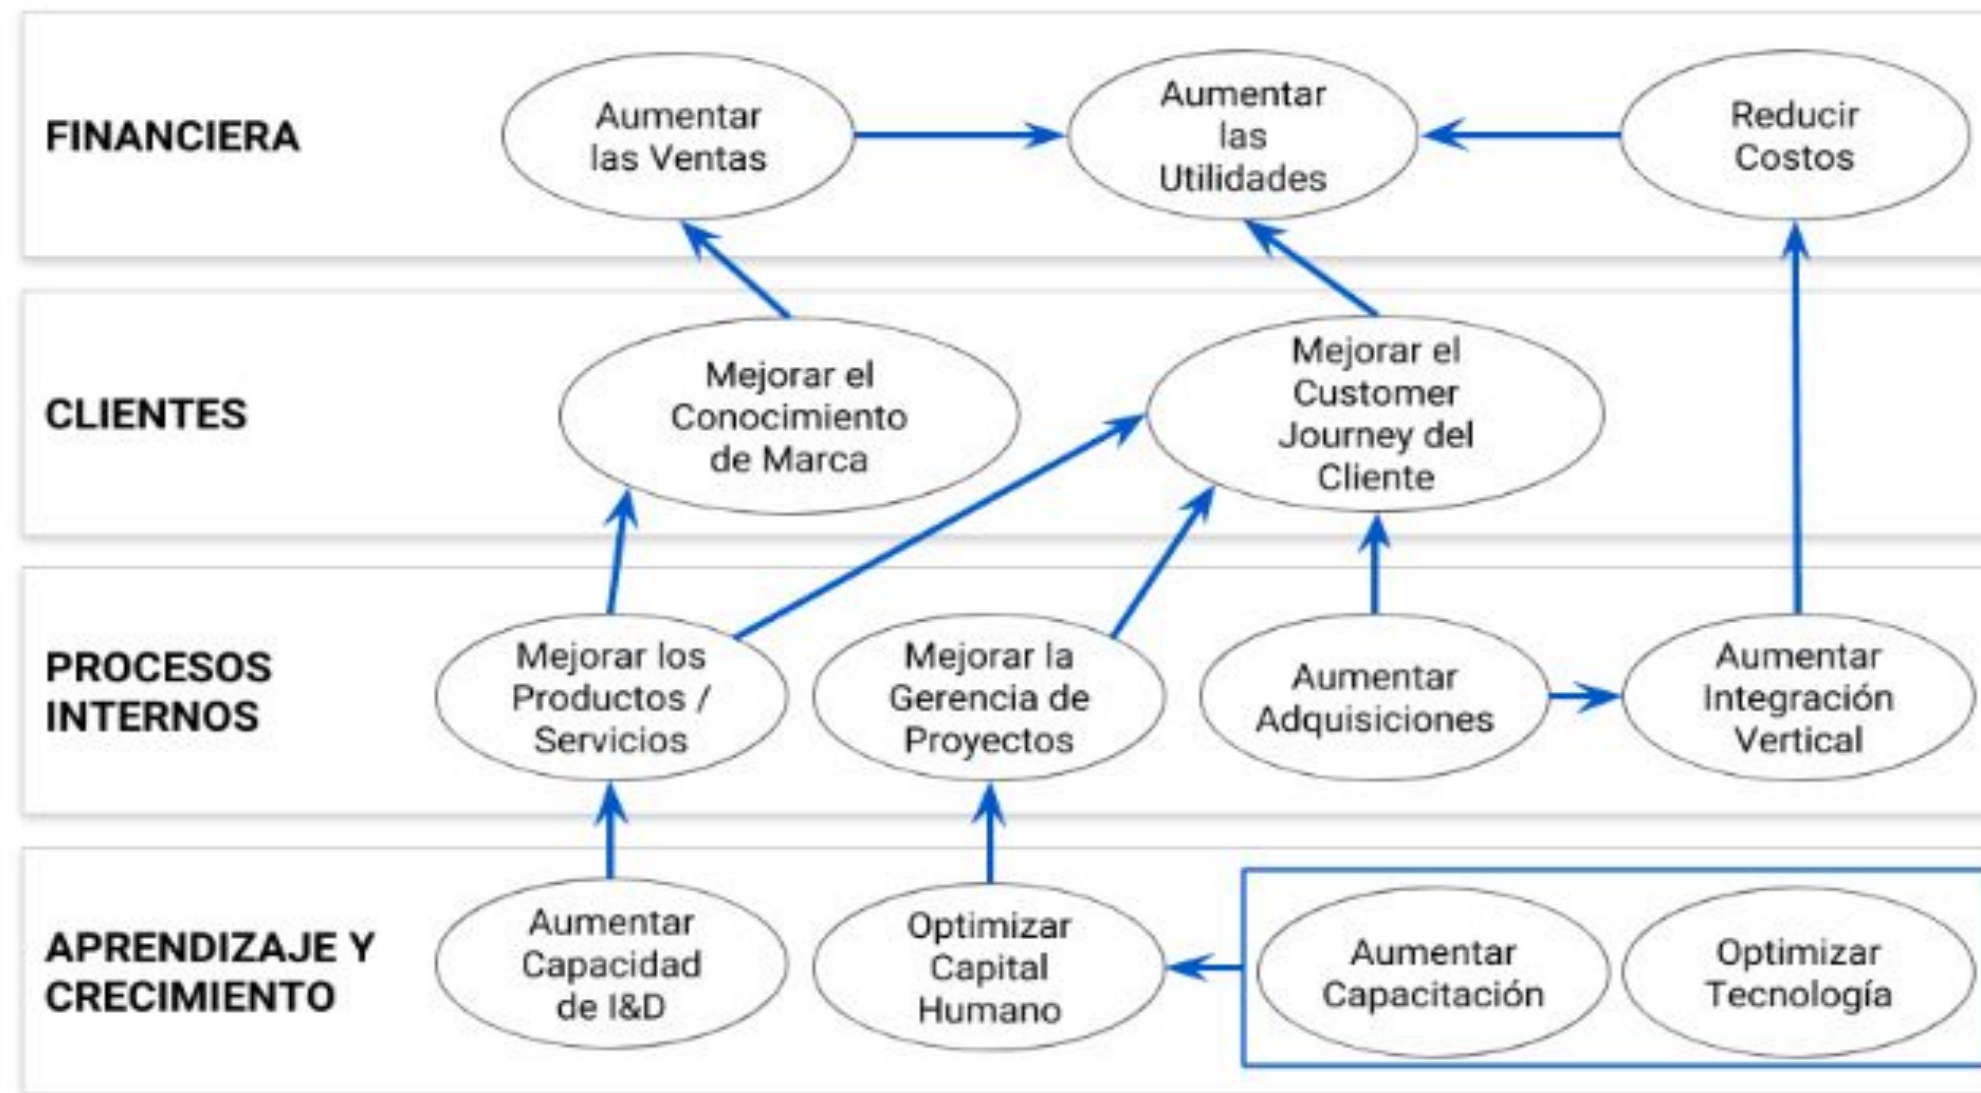 FINANCIERA
Aumentar
las Ventas
Aumentar
las
Utilidades
Reducir
Costos
CLIENTES
Mejorar el
Conocimiento
de Marca
Mejorar el
Customer
Journey del
Cliente
PROCESOS
INTERNOS
Mejorar los
Productos /
Servicios
Mejorar la
Gerencia de
Proyectos
Aumentar
Adquisiciones
Aumentar
Integración
Vertical
APRENDIZAJE Y
CRECIMIENTO
Aumentar
Capacidad
de I&D
Optimizar
Capital
Humano
Aumentar
Capacitación
Optimizar
Tecnología